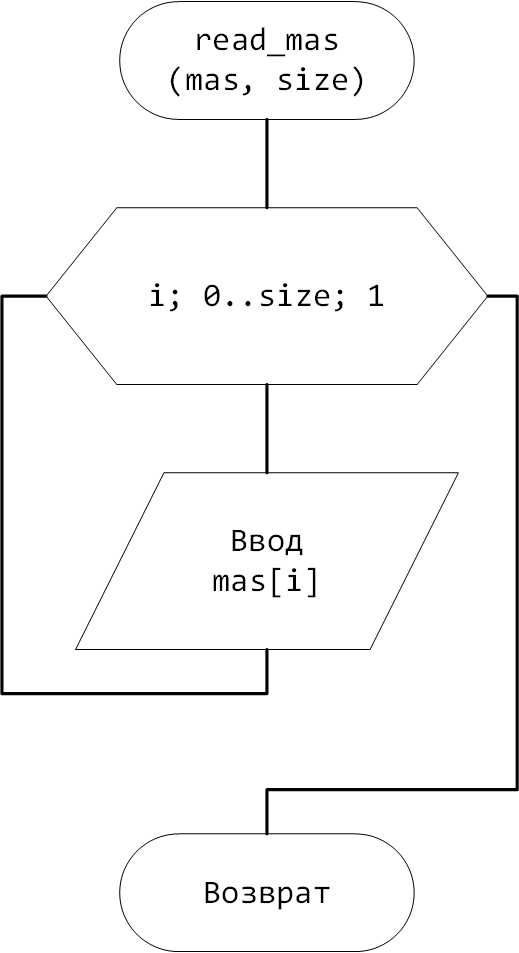 read_mas
(mas, size)
i; 0..size; 1
Ввод
mas[i]
Возврат